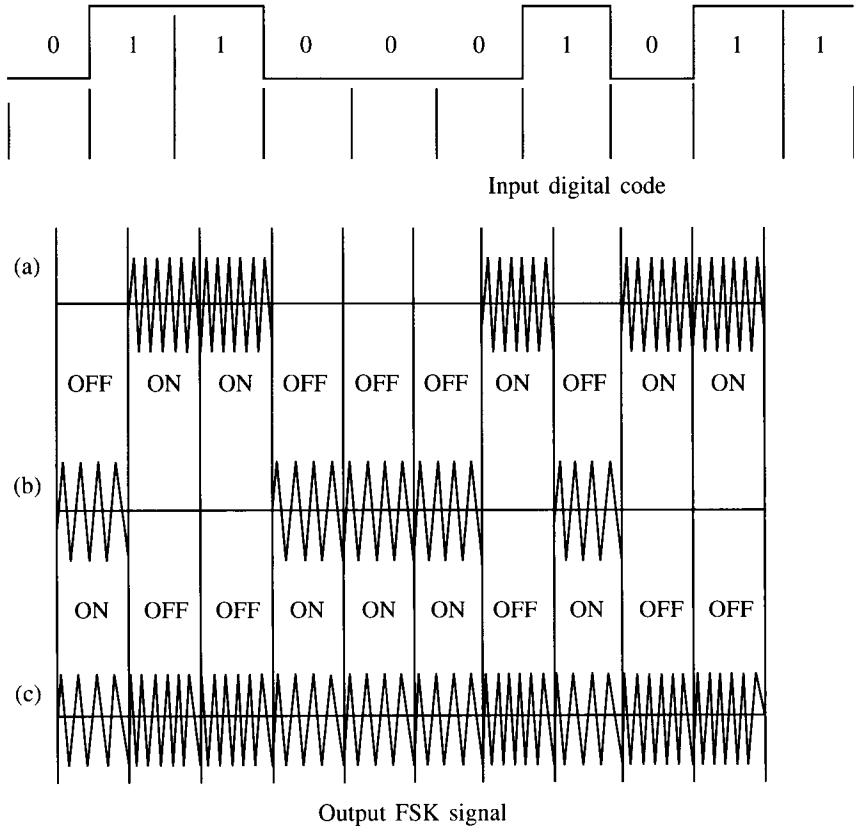 0 1 1 0 0 0 1 0 1 1
Input digital code
(a)
OFF ON ON OFF OFF OFF ON OFF ON ON
(b)
ON OFF OFF ON ON ON OFF ON OFF OFF
(c)
Output FSK signal